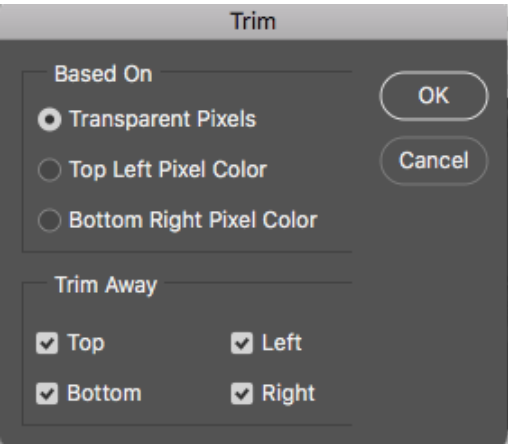 Trim
Based On
Transparent Pixels
Top Left Pixel Color
Bottom Right Pixel Color
OK
Cancel
Trim Away
Top
Left
Bottom
Right